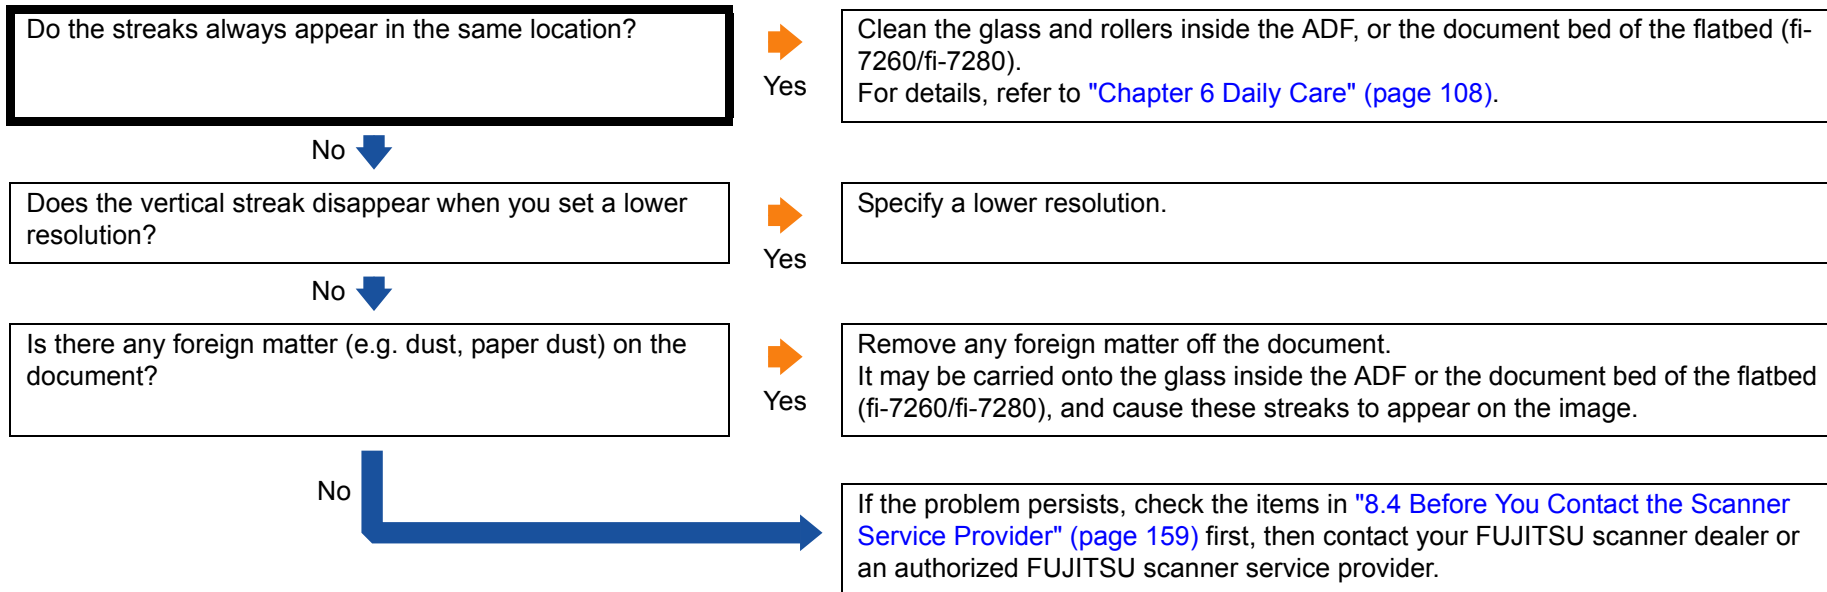 Do the streaks always appear in the same location?
Yes
Clean the glass and rollers inside the ADF, or the document bed of the flatbed (fi-
7260/fi-7280).
For details, refer to "Chapter 6 Daily Care" (page 108).
No
Does the vertical streak disappear when you set a lower
resolution?
Yes
Specify a lower resolution.
No
Is there any foreign matter (e.g. dust, paper dust) on the
document?
Yes
Remove any foreign matter off the document.
It may be carried onto the glass inside the ADF or the document bed of the flatbed
(fi-7260/fi-7280), and cause these streaks to appear on the image.
No
If the problem persists, check the items in "8.4 Before You Contact the Scanner
Service Provider" (page 159) first, then contact your FUJITSU scanner dealer or
an authorized FUJITSU scanner service provider.